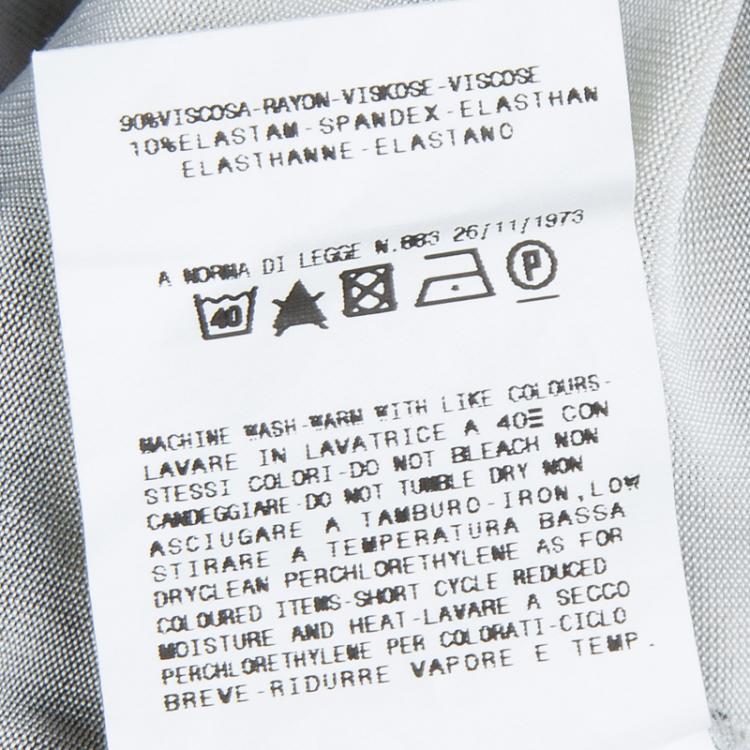 90%VISCOSA-RAYON-VISKOSE-VISCOSE
10%ELASTAM-SPANDEX-ELASTHAN
ELASTHANNE-ELASTANO
A NORMA DI LEGGE N.883 26/11/1973
40 P
MACHINE WASH-WARM WITH LIKE COLOURS-
LAVARE IN LAVATRICE A 40Ξ CON
STESSI COLORI-DO NOT BLEACH NON
CANDEGGIARE-DO NOT TUMBLE DRY NON
ASCIUGARE A TAMBURO-IRON,LOW
STIRARE A TEMPERATURA BASSA
DRYCLEAN PERCHLORETHYLENE AS FOR
COLOURED ITEMS-SHORT CYCLE REDUCED
MOISTURE AND HEAT-LAVARE A SECCO
PERCHLORETHYLENE PER COLORATI-CICLO
BREVE-RIDURRE VAPORE E TEMP.